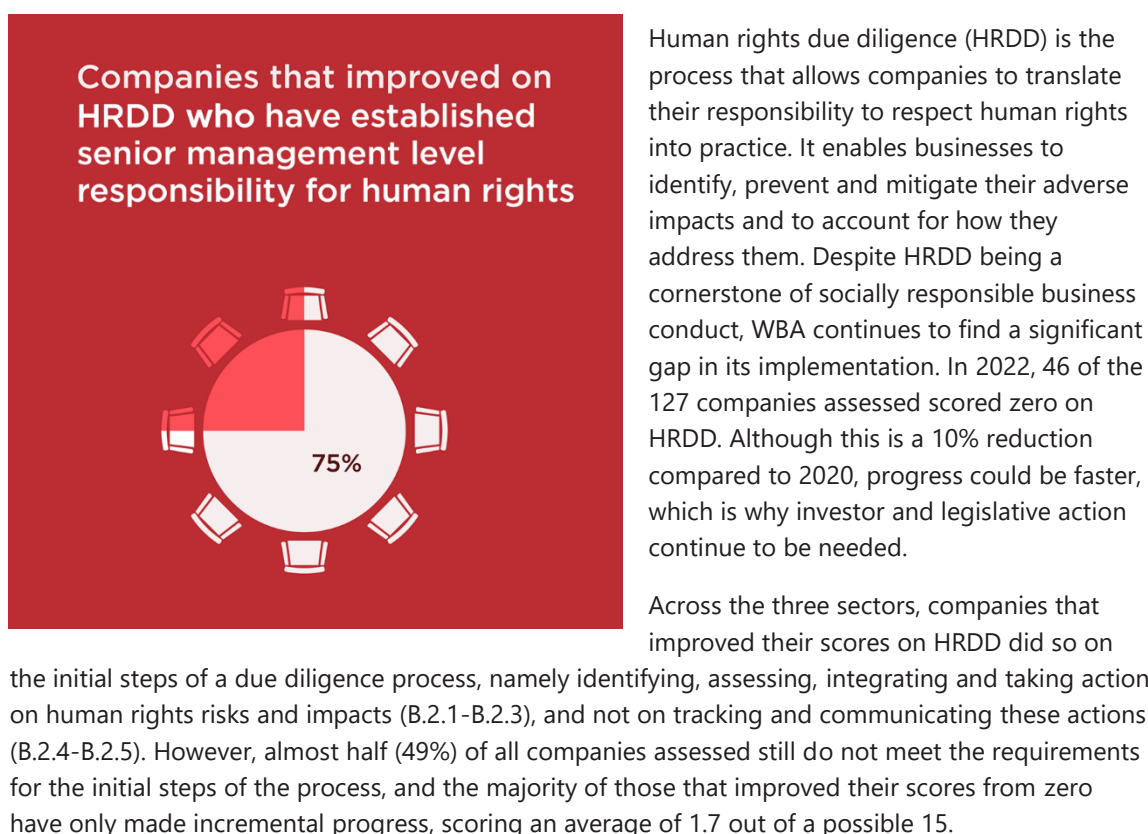 Companies that improved on
HRDD who have established
senior management level
responsibility for human rights
75%
Human rights due diligence (HRDD) is the
process that allows companies to translate
their responsibility to respect human rights
into practice. It enables businesses to
identify, prevent and mitigate their adverse
impacts and to account for how they
address them. Despite HRDD being a
cornerstone of socially responsible business
conduct, WBA continues to find a significant
gap in its implementation. In 2022, 46 of the
127 companies assessed scored zero on
HRDD. Although this is a 10% reduction
compared to 2020, progress could be faster,
which is why investor and legislative action
continue to be needed.
Across the three sectors, companies that
improved their scores on HRDD did so on
the initial steps of a due diligence process, namely identifying, assessing, integrating and taking action
on human rights risks and impacts (B.2.1-B.2.3), and not on tracking and communicating these actions
(B.2.4-B.2.5). However, almost half (49%) of all companies assessed still do not meet the requirements
for the initial steps of the process, and the majority of those that improved their scores from zero
have only made incremental progress, scoring an average of 1.7 out of a possible 15.